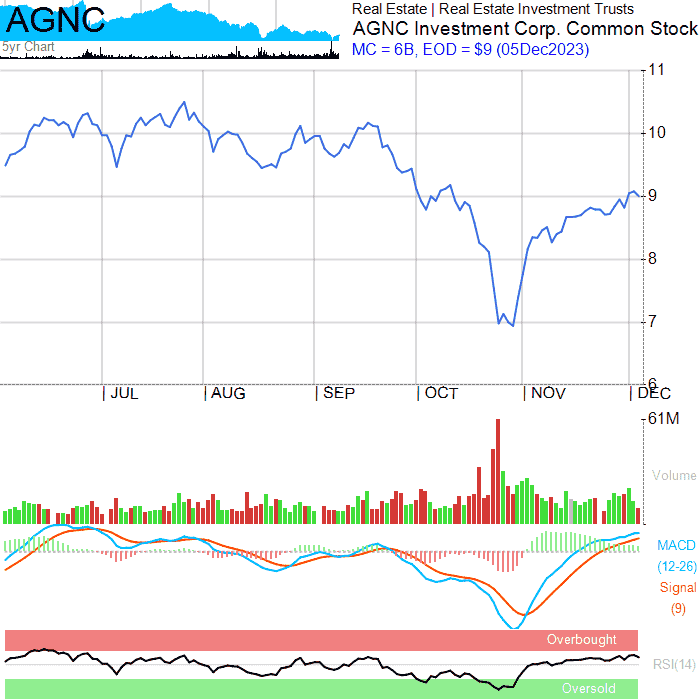 AGNC
5yr Chart
Real Estate | Real Estate Investment Trusts
AGNC Investment Corp. Common Stock
MC = 6B, EOD = $9 (05Dec2023)
11
10
9
8
7
6
| JUL | AUG | SEP | OCT | NOV | DEC
61M
Volume
MACD
(12-26)
Signal
(9)
Overbought
RSI(14)
Oversold